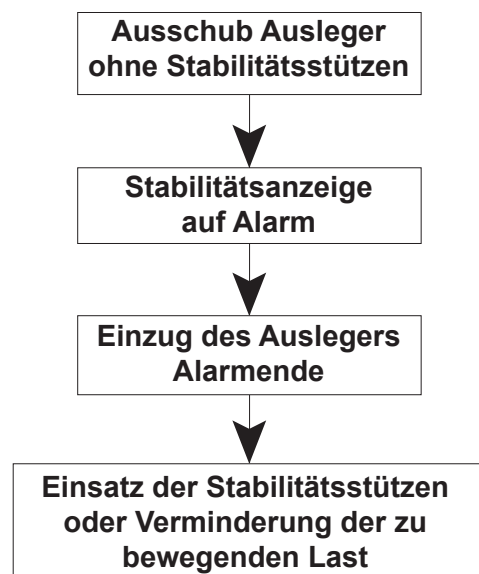 Ausschub Ausleger
ohne Stabilitätsstützen
Stabilitätsanzeige
auf Alarm
Einzug des Auslegers
Alarmende
Einsatz der Stabilitätsstützen
oder Verminderung der zu
bewegenden Last